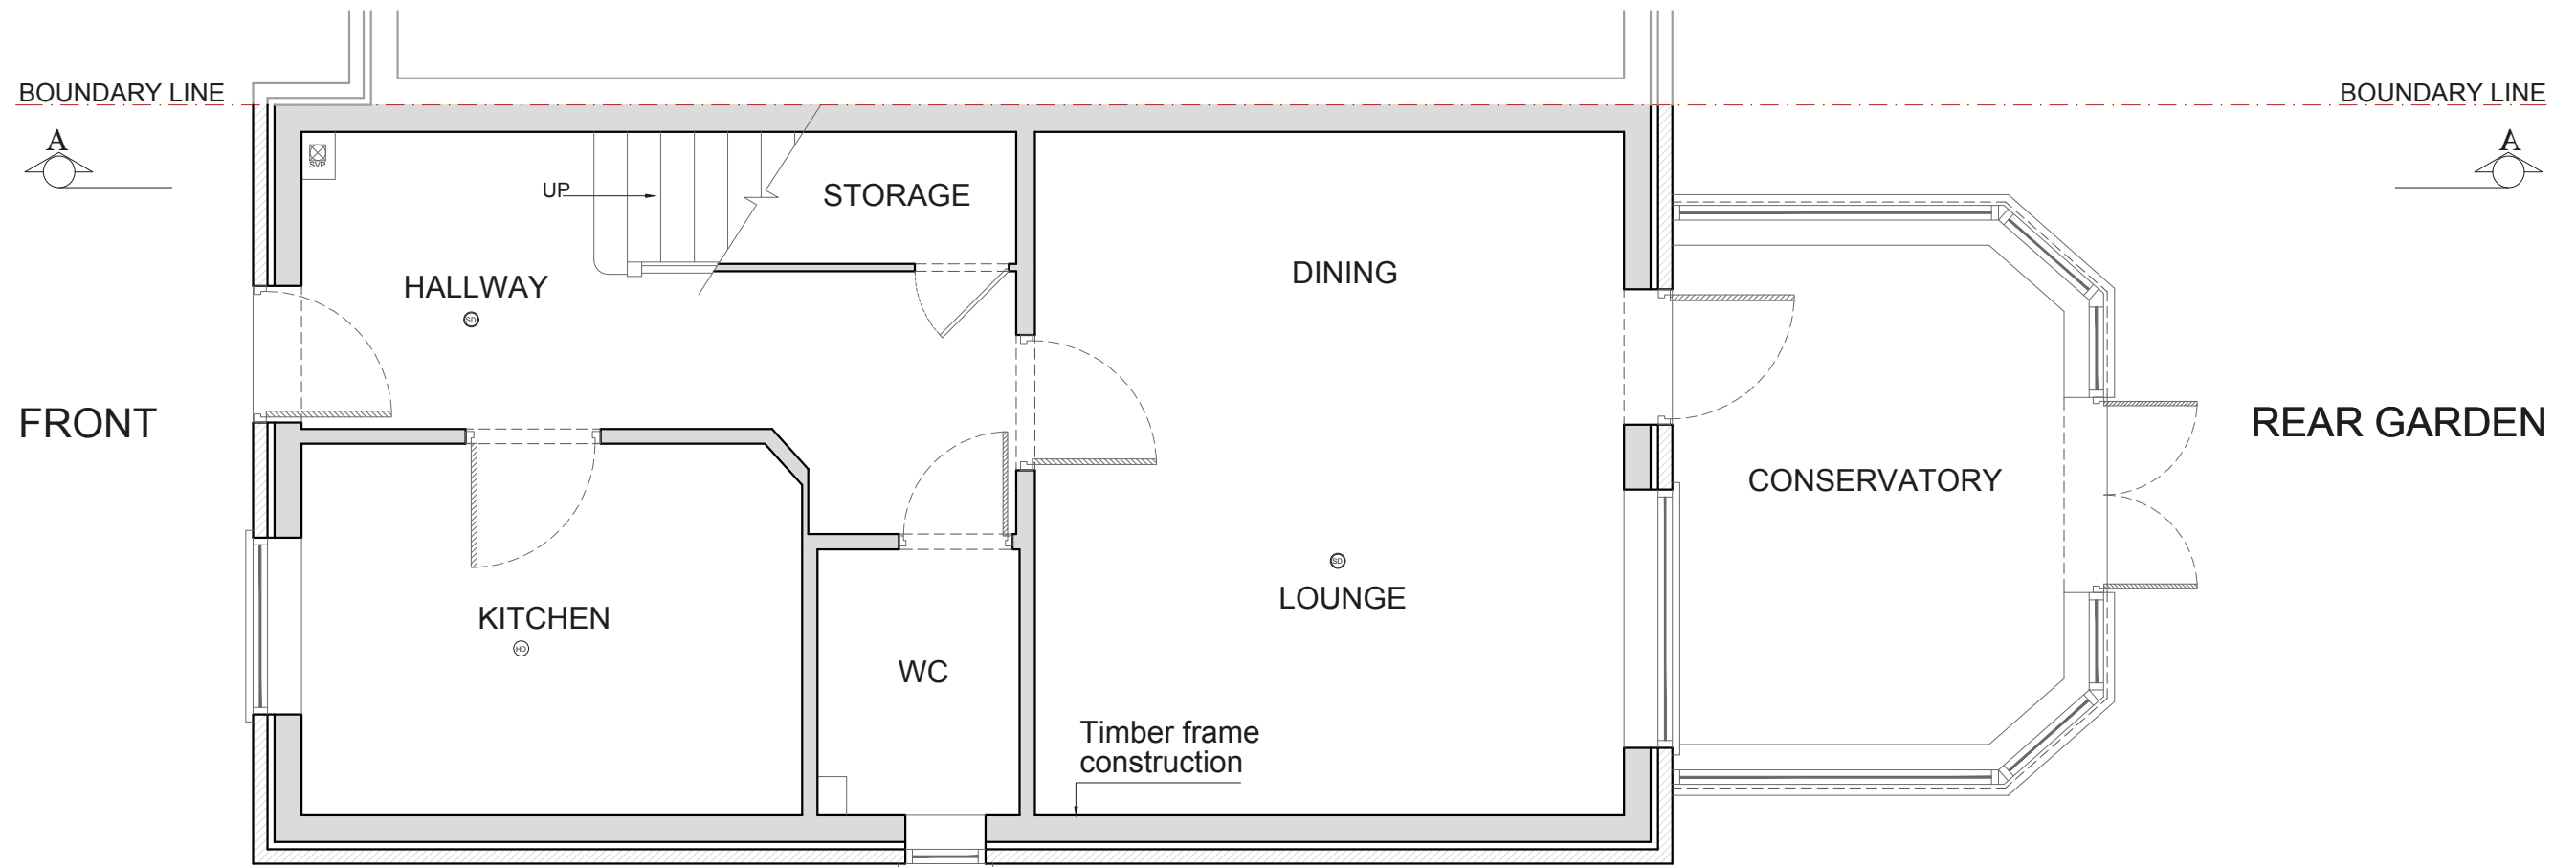 BOUNDARY LINE
BOUNDARY LINE
A
A
SVP
UP
STORAGE
HALLWAY
SD
DINING
FRONT
REAR GARDEN
CONSERVATORY
SD
LOUNGE
KITCHEN
HD
WC
Timber frame
construction